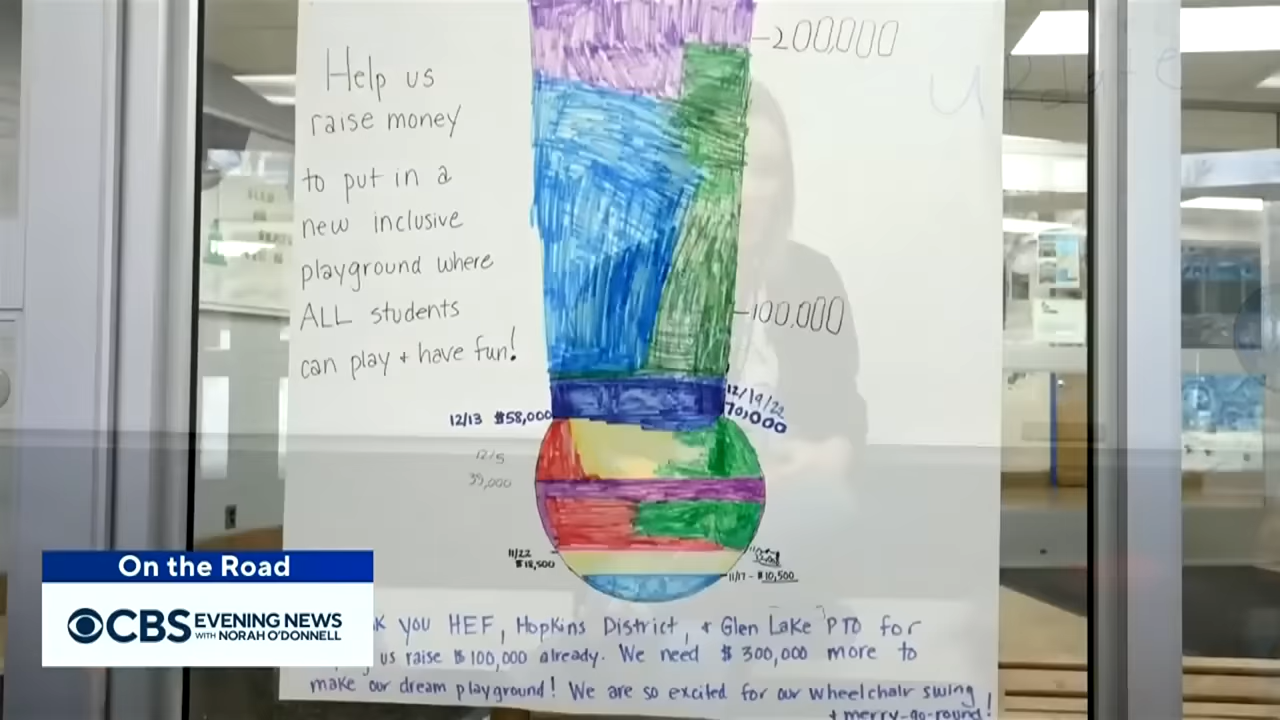 Help us
raise money
to put in a
new inclusive
playground where
ALL students
can play + have fun!
200,000
100,000
12/13 $58,000
12/19/22
70,000
12/5
39,000
11/22
$18,500
11/17 - $10,500
YOU HEF, Hopkins District, + Glen Lake PTO for
us raise $100,000 already. We need $300,000 more to
make our dream playground! We are so excited for our wheelchair swing
+ merry-go-round!
On the Road
CBS EVENING NEWS
WITH NORAH O'DONNELL